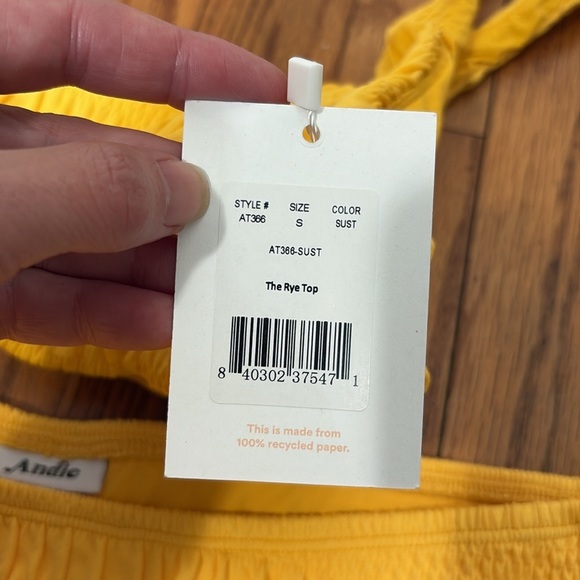 STYLE # SIZE COLOR
AT366 S SUST
AT366-SUST
The Rye Top
8 40302 37547 1
This is made from
100% recycled paper.
Andie